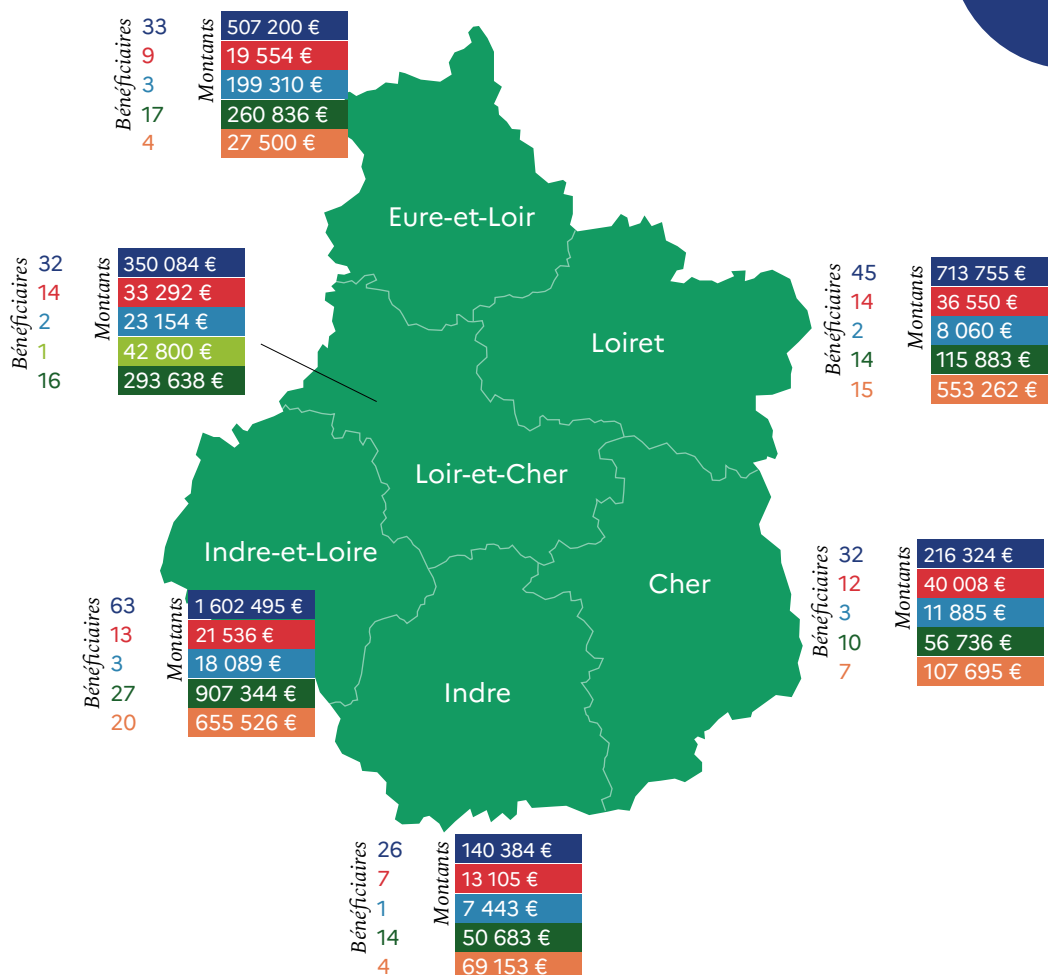 Bénéficiaires
33
9
3
17
4
Montants
507 200 €
19 554 €
199 310 €
260 836 €
27 500 €
Eure-et-Loir
Bénéficiaires
32
14
2
1
16
Montants
350 084 €
33 292 €
23 154 €
42 800 €
293 638 €
Loiret
Bénéficiaires
45
14
2
14
15
Montants
713 755 €
36 550 €
8 060 €
115 883 €
553 262 €
Loir-et-Cher
Indre-et-Loire
Cher
Bénéficiaires
32
12
3
10
7
Montants
216 324 €
40 008 €
11 885 €
56 736 €
107 695 €
Bénéficiaires
63
13
3
27
20
Montants
1 602 495 €
21 536 €
18 089 €
907 344 €
655 526 €
Indre
Bénéficiaires
26
7
1
14
4
Montants
140 384 €
13 105 €
7 443 €
50 683 €
69 153 €